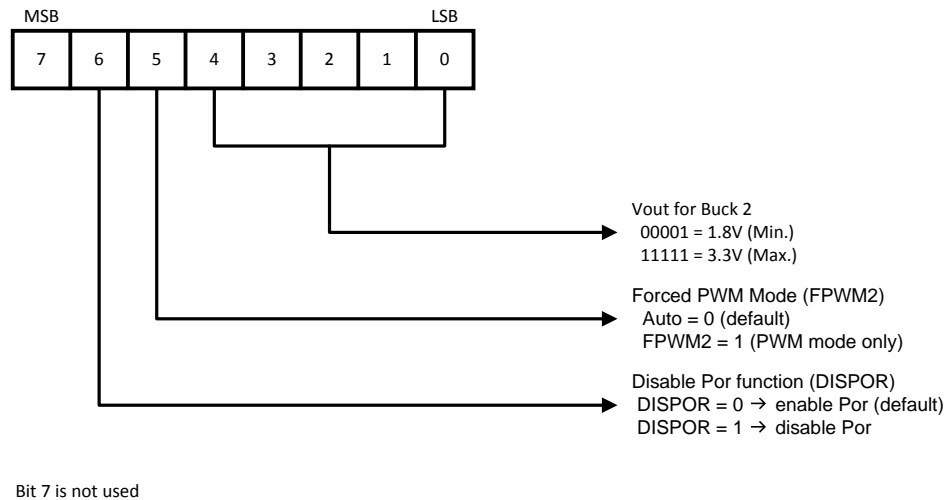 MSB LSB
7 6 5 4 3 2 1 0
Vout for Buck 2
00001 = 1.8V (Min.)
11111 = 3.3V (Max.)
Forced PWM Mode (FPWM2)
Auto = 0 (default)
FPWM2 = 1 (PWM mode only)
Disable Por function (DISPOR)
DISPOR = 0 → enable Por (default)
DISPOR = 1 → disable Por
Bit 7 is not used